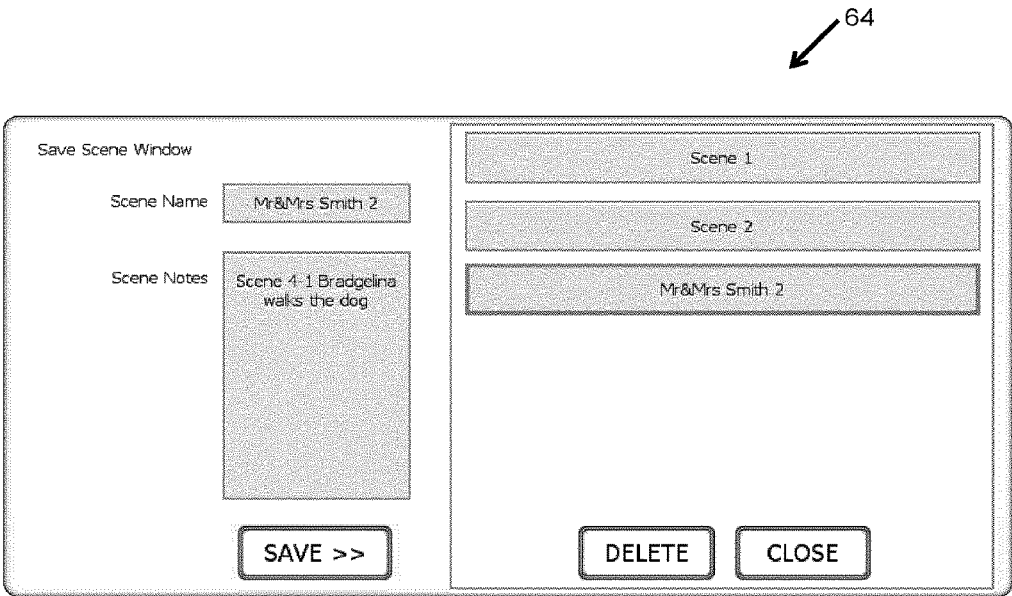 64
Save Scene Window
Scene Name
Mr&Mrs Smith 2
Scene Notes
Scene 4-1 Bradgelina
walks the dog
SAVE >>
Scene 1
Scene 2
Mr&Mrs Smith 2
DELETE
CLOSE